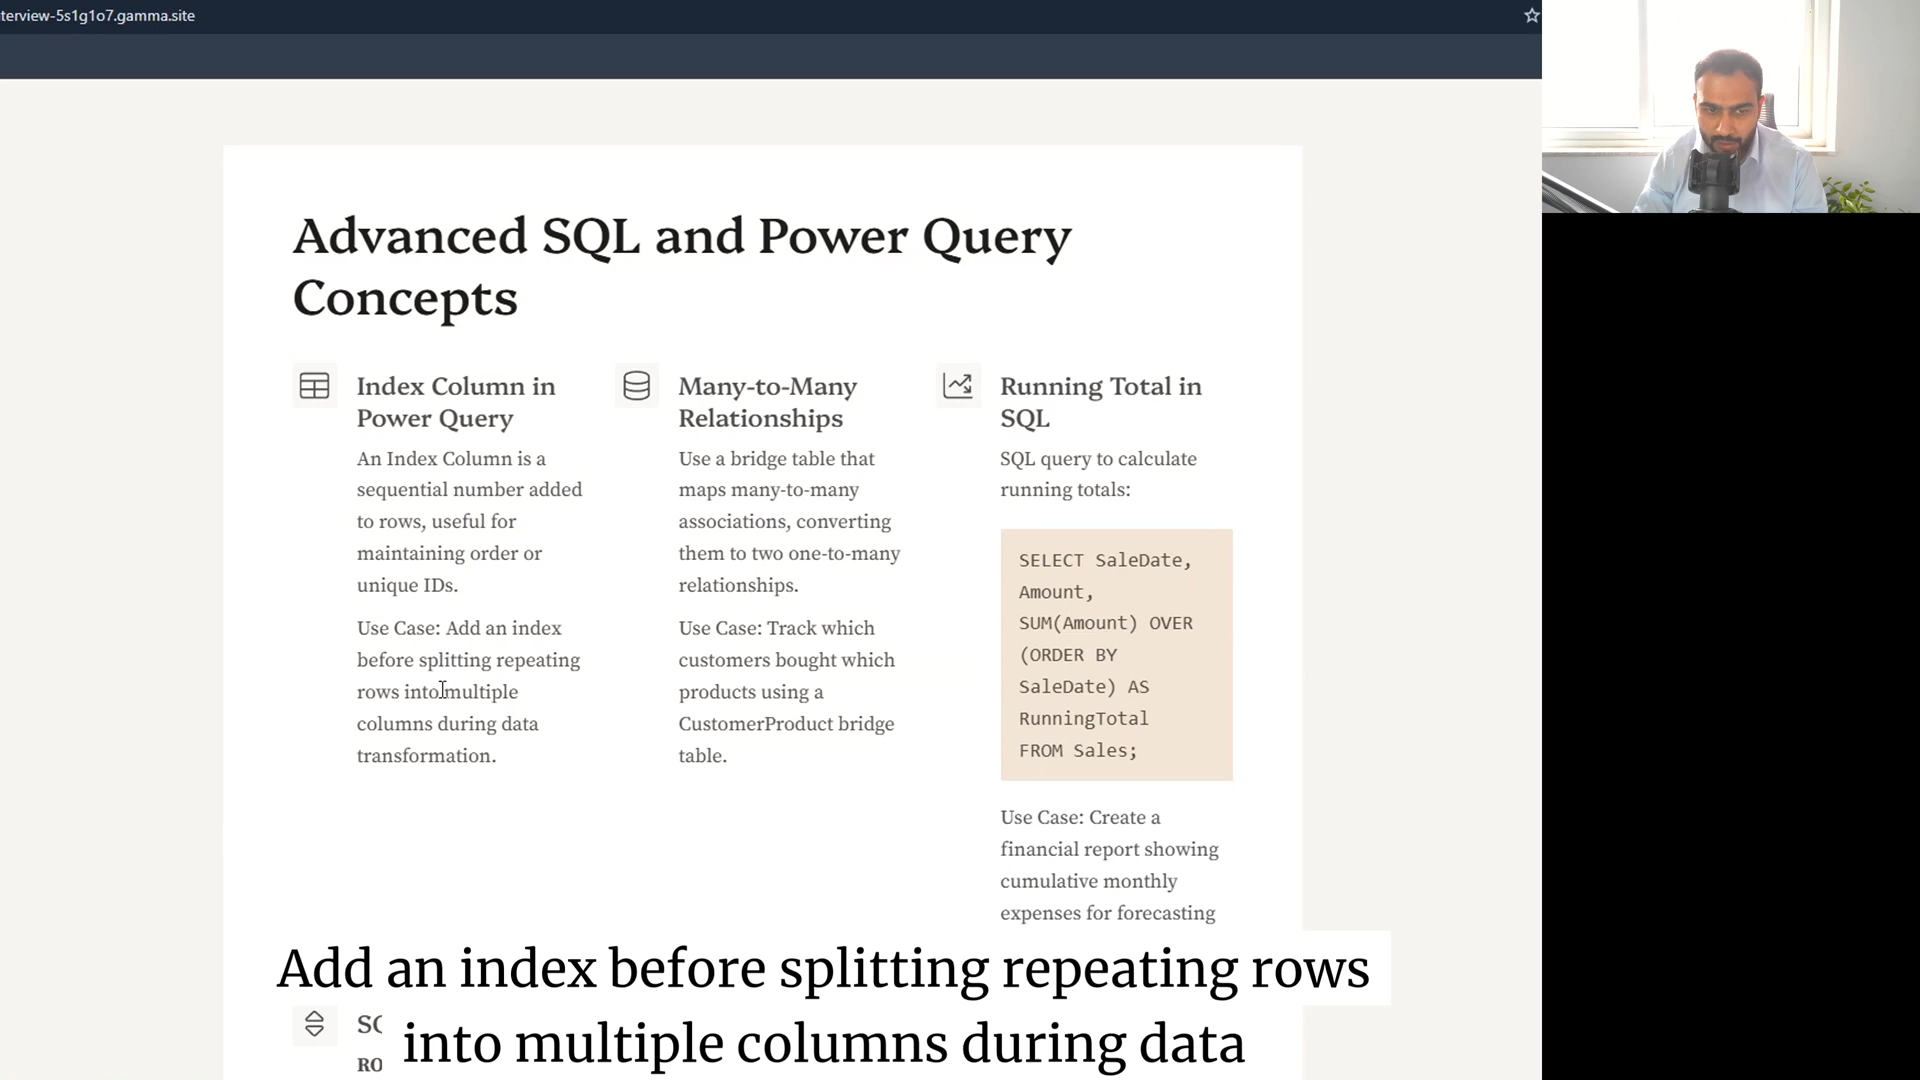 terview-5s1g1o7.gamma.site
Advanced SQL and Power Query
Concepts
Index Column in
Power Query
An Index Column is a
sequential number added
to rows, useful for
maintaining order or
unique IDs.
Use Case: Add an index
before splitting repeating
rows into multiple
columns during data
transformation.
Many-to-Many
Relationships
Use a bridge table that
maps many-to-many
associations, converting
them to two one-to-many
relationships.
Use Case: Track which
customers bought which
products using a
CustomerProduct bridge
table.
Running Total in
SQL
SQL query to calculate
running totals:
SELECT SaleDate,
Amount,
SUM(Amount) OVER
(ORDER BY
SaleDate) AS
RunningTotal
FROM Sales;
Use Case: Create a
financial report showing
cumulative monthly
expenses for forecasting
Add an index before splitting repeating rows
into multiple columns during data
RO